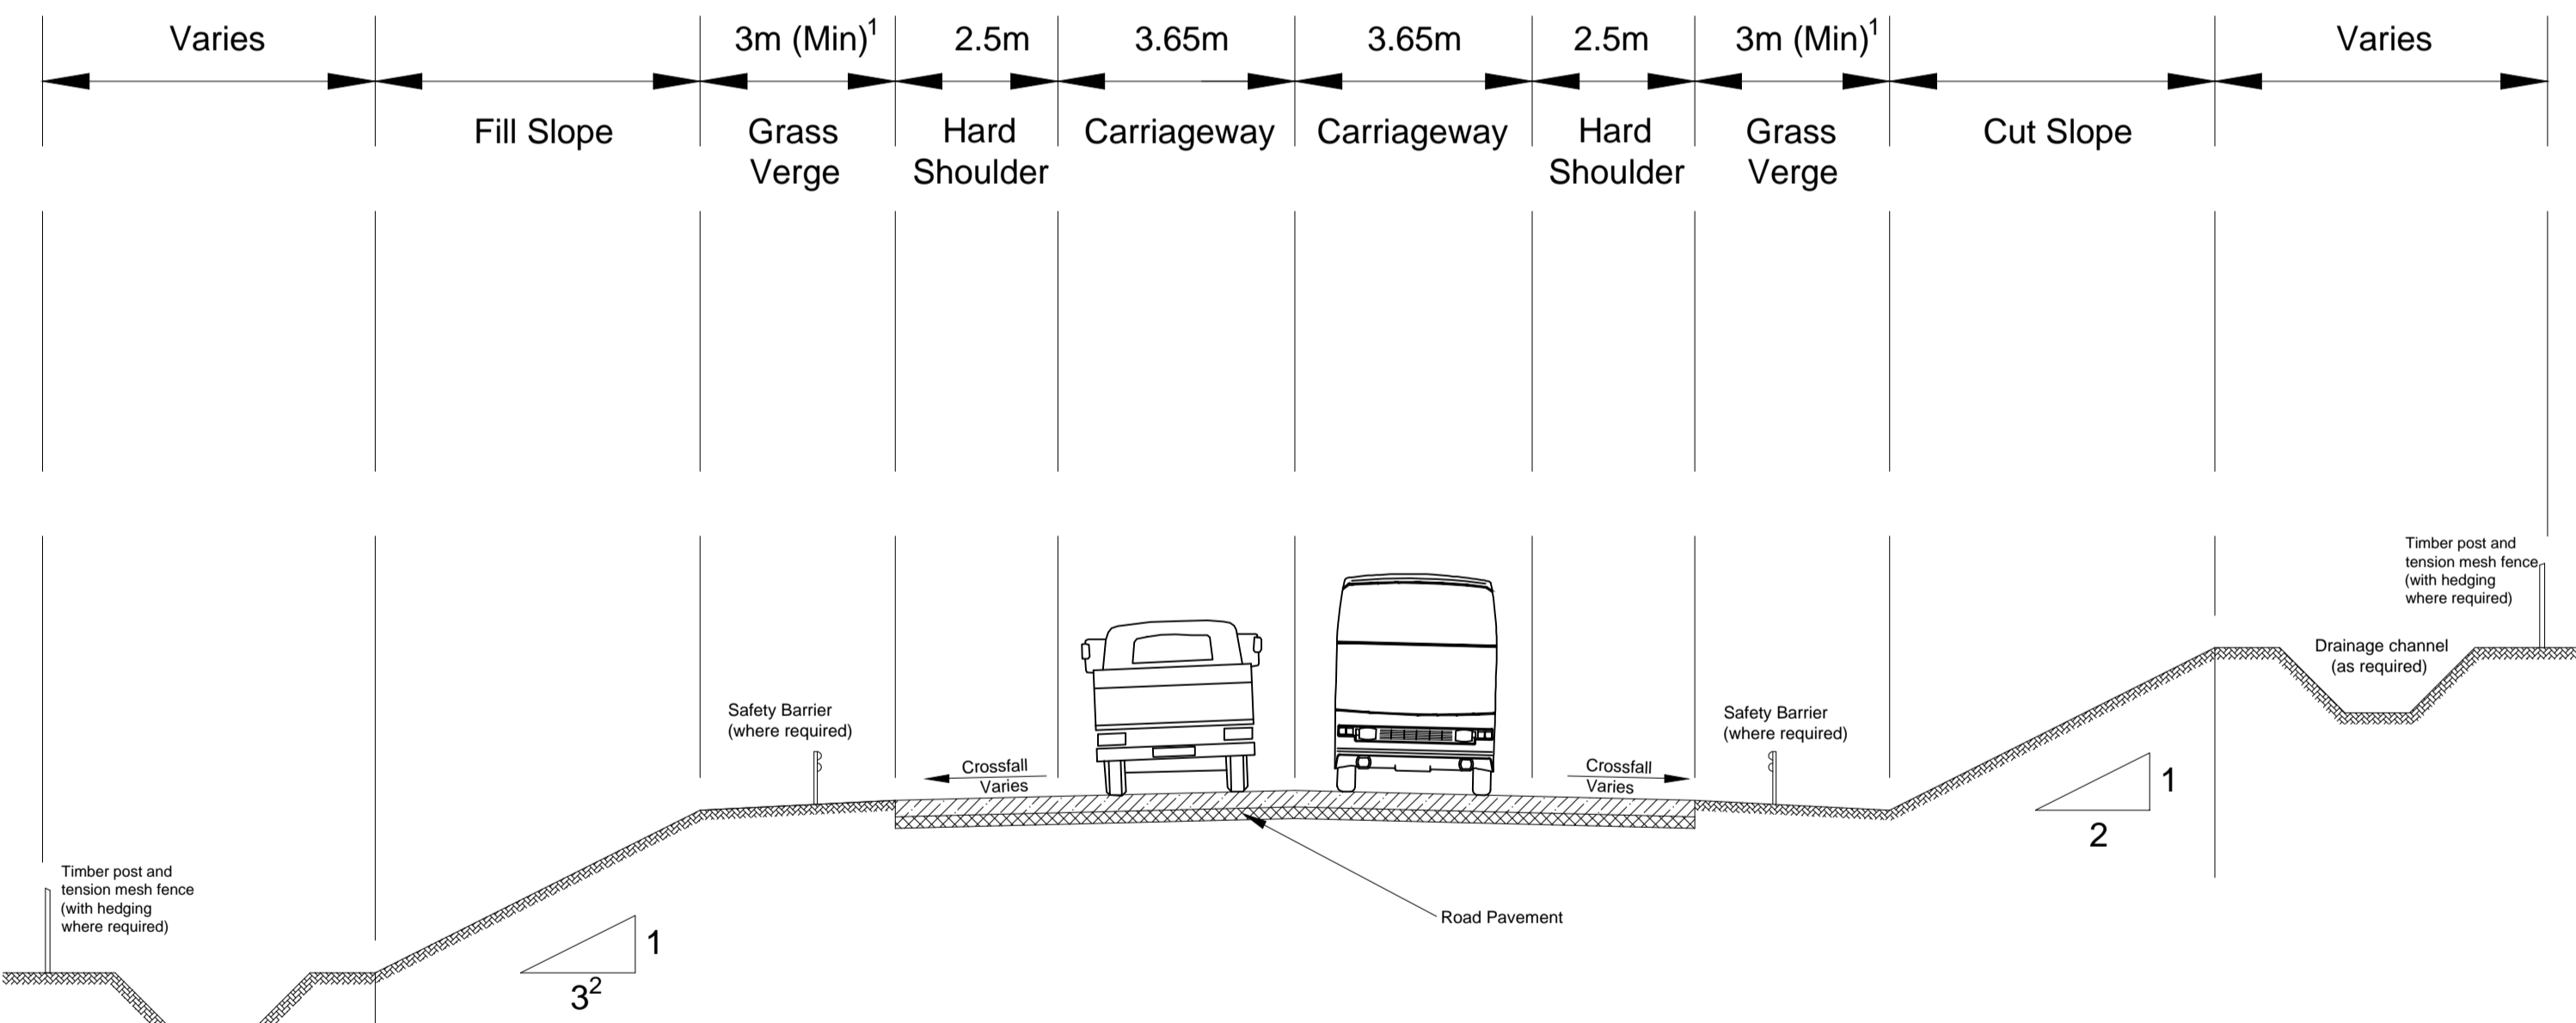 Varies
3m (Min)¹
2.5m
3.65m
3.65m
2.5m
3m (Min)¹
Varies
Fill Slope
Grass
Verge
Hard
Shoulder
Carriageway
Carriageway
Hard
Shoulder
Grass
Verge
Cut Slope
Timber post and
tension mesh fence
(with hedging
where required)
Drainage channel
(as required)
Safety Barrier
(where required)
Safety Barrier
(where required)
Crossfall
Varies
Crossfall
Varies
1
2
Timber post and
tension mesh fence
(with hedging
where required)
Road Pavement
1
3²